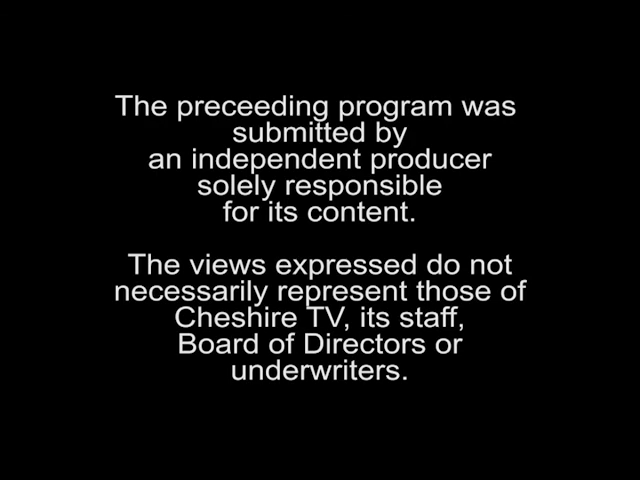 The preceeding program was
submitted by
an independent producer
solely responsible
for its content.
The views expressed do not
necessarily represent those of
Cheshire TV, its staff,
Board of Directors or
underwriters.